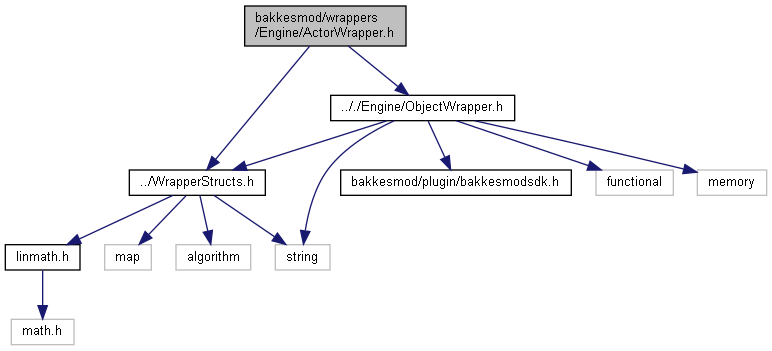 bakkesmod/wrappers
/Engine/ActorWrapper.h
.././Engine/ObjectWrapper.h
../WrapperStructs.h
bakkesmod/plugin/bakkesmodsdk.h
functional
memory
linmath.h
map
algorithm
string
math.h